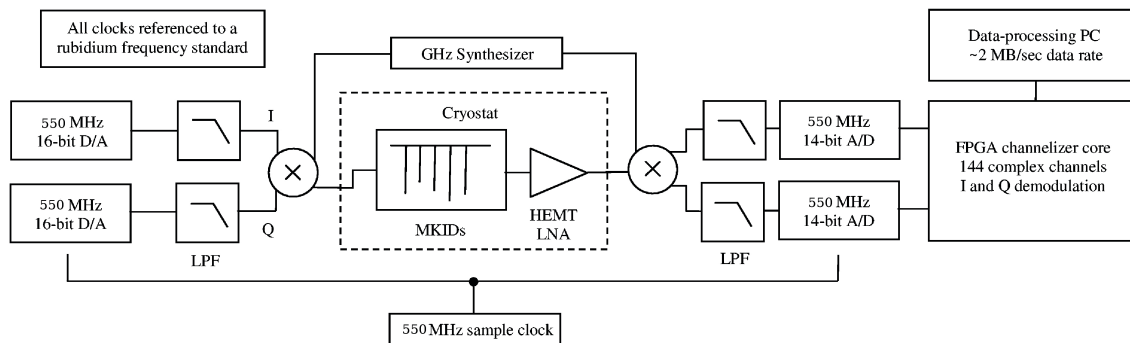 All clocks referenced to a
rubidium frequency standard
GHz Synthesizer
Data-processing PC
~2 MB/sec data rate
Cryostat
550 MHz
16-bit D/A
I
550 MHz
14-bit A/D
FPGA channelizer core
144 complex channels
I and Q demodulation
550 MHz
16-bit D/A
Q
LPF
MKIDs
HEMT
LNA
550 MHz
14-bit A/D
LPF
550 MHz sample clock